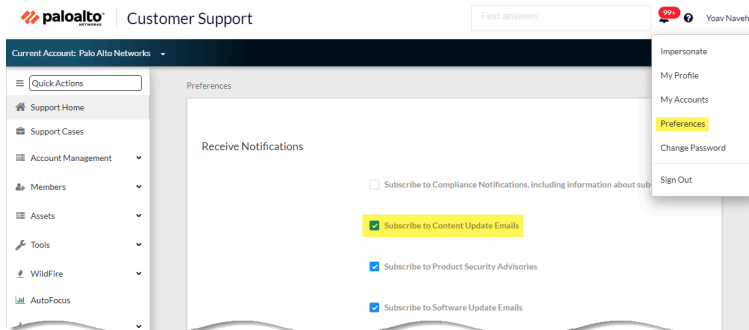 paloalto NETWORKS Customer Support
Find answers
99+
Yoav Naveh
Current Account: Palo Alto Networks
Impersonate
My Profile
My Accounts
Preferences
Change Password
Sign Out
Quick Actions
Support Home
Support Cases
Account Management
Members
Assets
Tools
WildFire
AutoFocus
Preferences
Receive Notifications
Subscribe to Compliance Notifications, including information about sub
Subscribe to Content Update Emails
Subscribe to Product Security Advisories
Subscribe to Software Update Emails